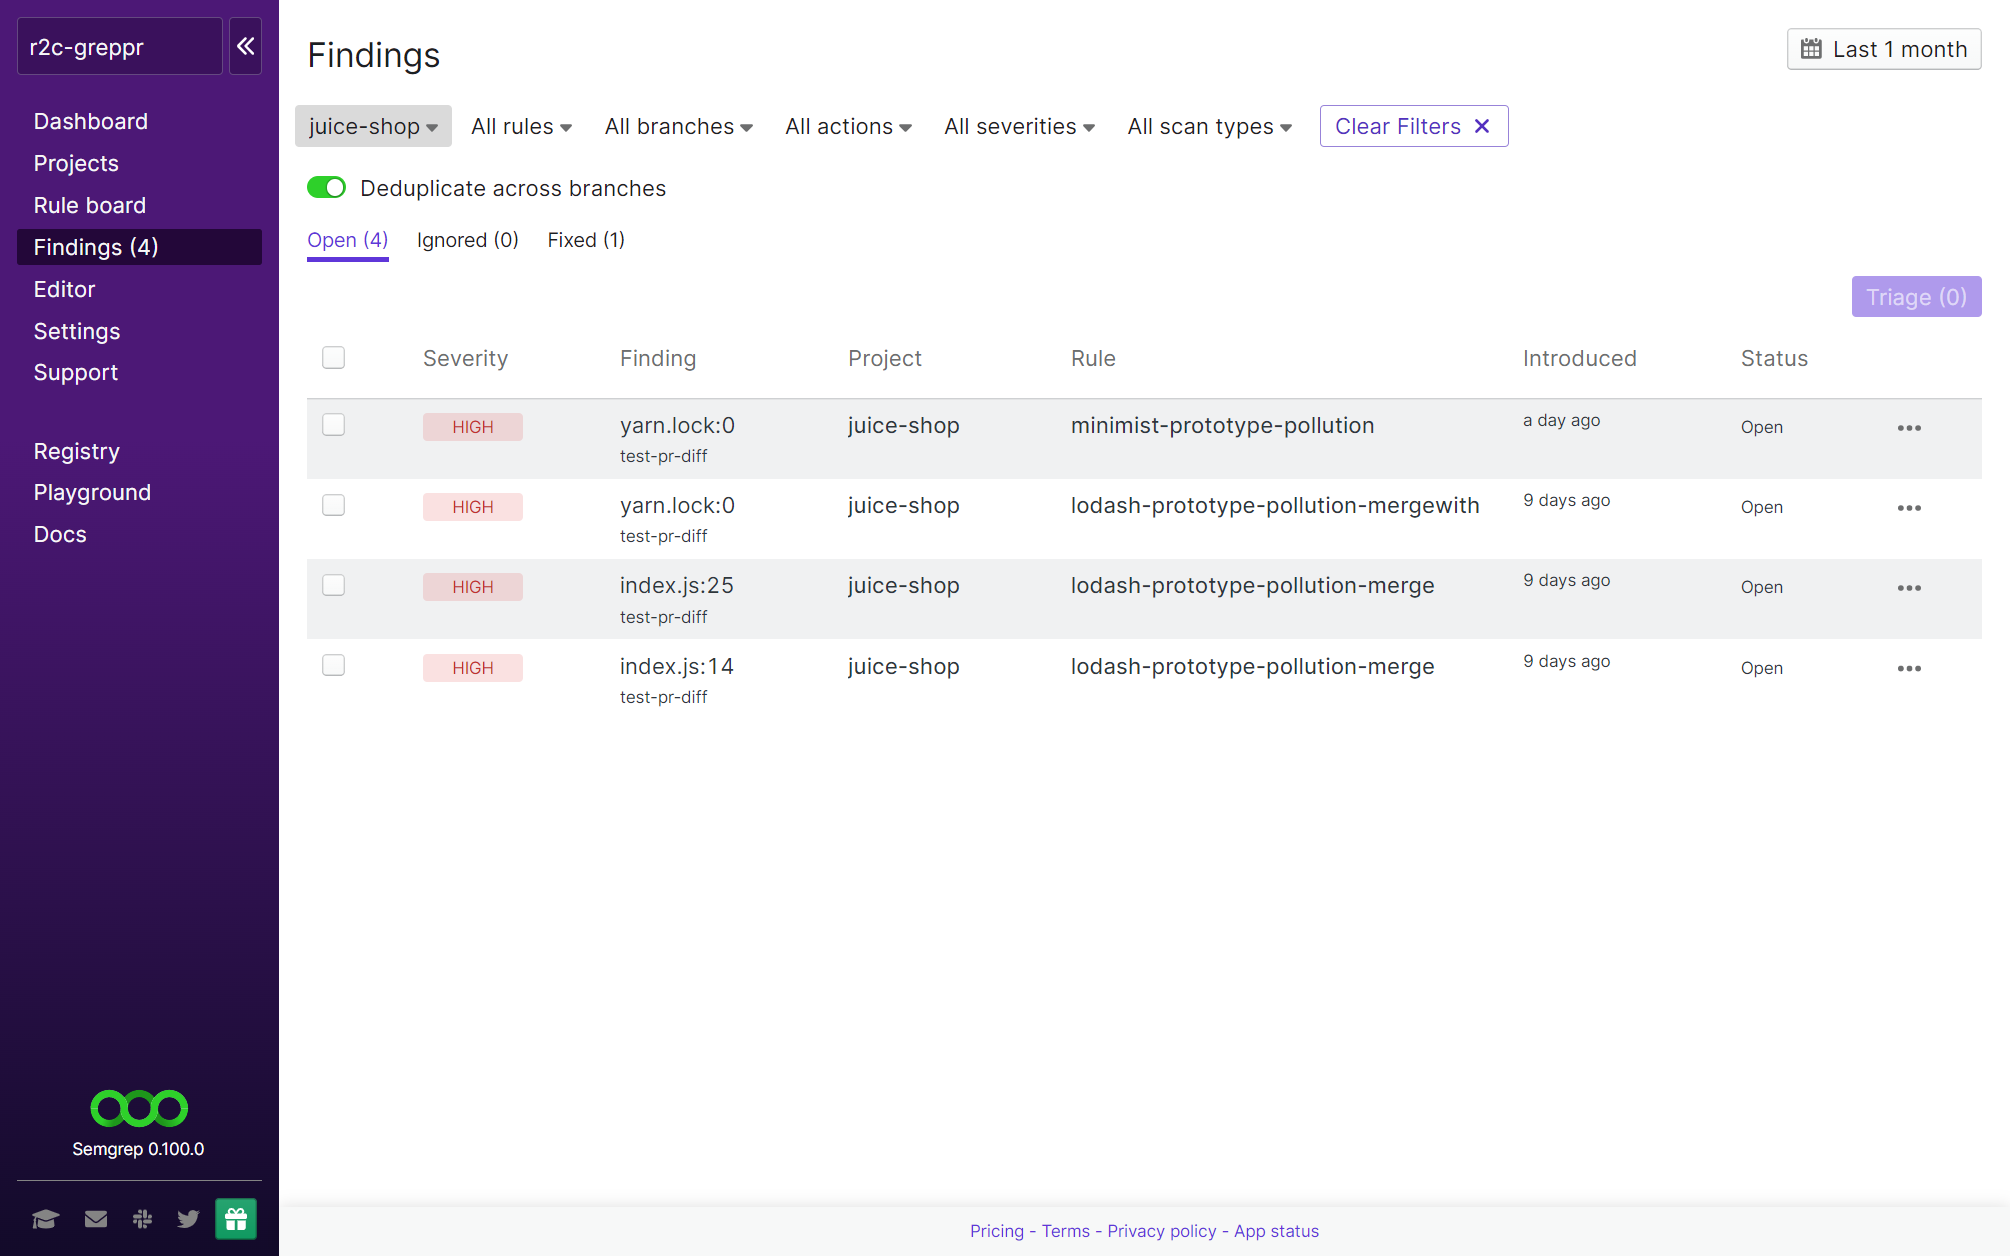 r2c-greppr
Dashboard
Projects
Rule board
Findings (4)
Editor
Settings
Support
Registry
Playground
Docs
Semgrep 0.100.0
Findings
Last 1 month
juice-shop All rules All branches All actions All severities All scan types Clear Filters
Deduplicate across branches
Open (4) Ignored (0) Fixed (1)
Triage (0)
Severity Finding Project Rule Introduced Status
HIGH yarn.lock:0 juice-shop minimist-prototype-pollution a day ago Open
test-pr-diff
HIGH yarn.lock:0 juice-shop lodash-prototype-pollution-mergewith 9 days ago Open
test-pr-diff
HIGH index.js:25 juice-shop lodash-prototype-pollution-merge 9 days ago Open
test-pr-diff
HIGH index.js:14 juice-shop lodash-prototype-pollution-merge 9 days ago Open
test-pr-diff
Pricing - Terms - Privacy policy - App status